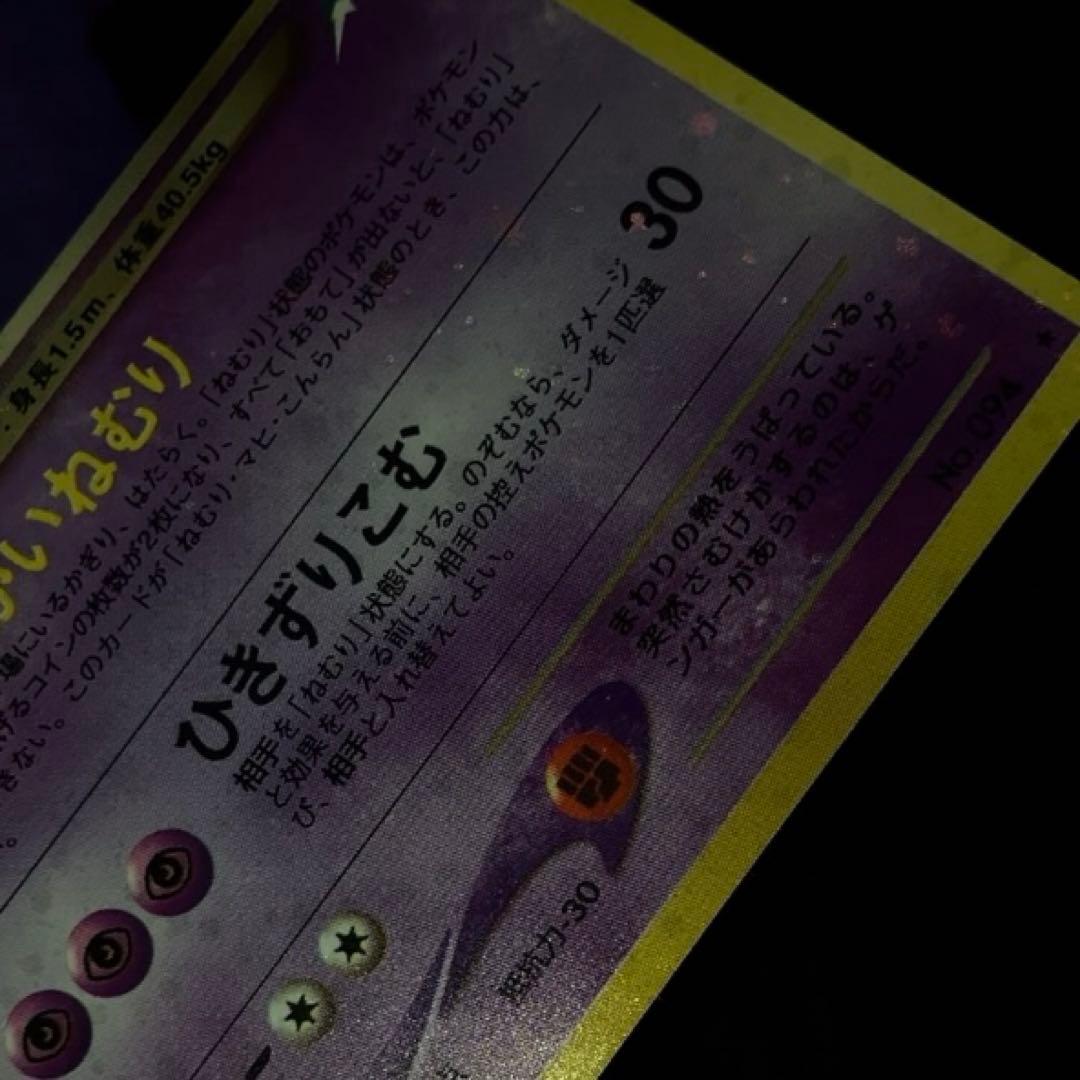 身長1.5m、体重40.5kg
いねむり
場にいるかぎり、はたらく。「ねむり」状態のポケモンは、ポケモン
げるコインの枚数が2枚になり、すべて「おもて」が出ないと、「ねむり」
きない。このカードが「ねむり・マヒ・こんらん」状態のとき、この力は、
。
ひきずりこむ 30
相手を「ねむり」状態にする。のぞむなら、ダメージ
と効果を与える前に、相手の控えポケモンを1匹選
び、相手と入れ替えてよい。
抵抗力-30
まわりの熱をうばっている。
突然さむけがするのは、ゲ
ンガーがあらわれたからだ。
No.094 ★